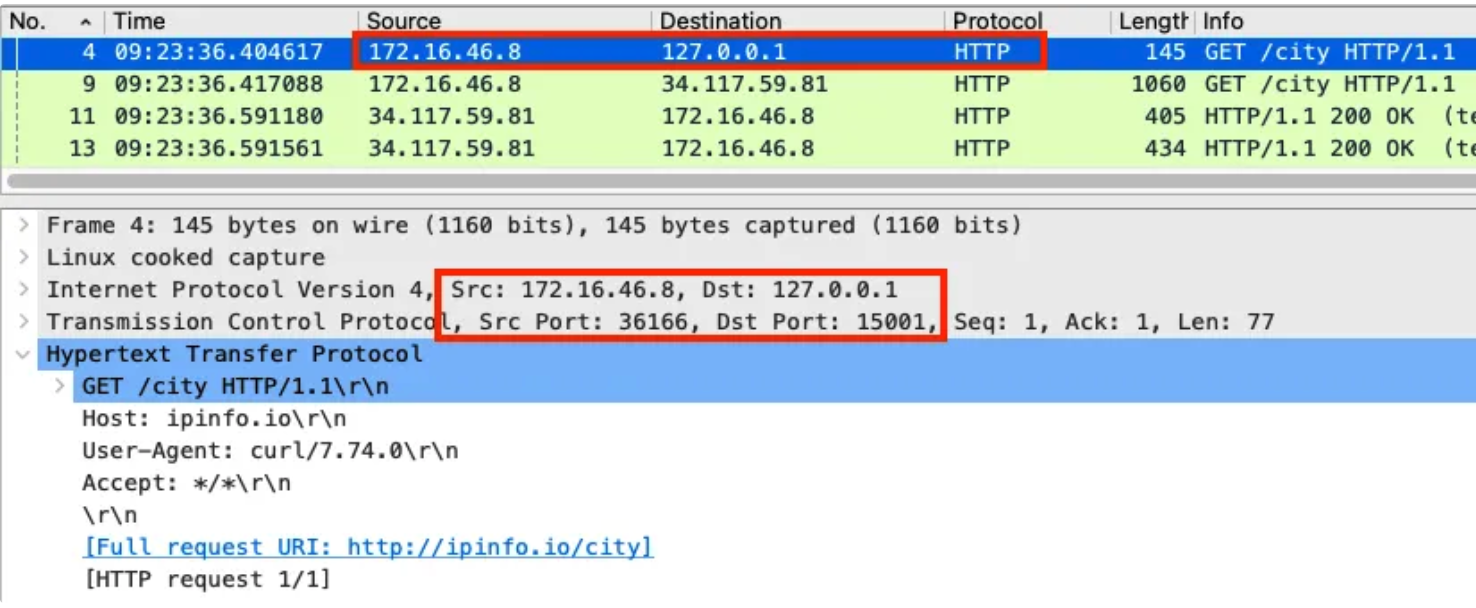 No. Time Source Destination Protocol Length Info
4 09:23:36.404617 172.16.46.8 127.0.0.1 HTTP 145 GET /city HTTP/1.1
9 09:23:36.417088 172.16.46.8 34.117.59.81 HTTP 1060 GET /city HTTP/1.1
11 09:23:36.591180 34.117.59.81 172.16.46.8 HTTP 405 HTTP/1.1 200 OK (te
13 09:23:36.591561 34.117.59.81 172.16.46.8 HTTP 434 HTTP/1.1 200 OK (te
Frame 4: 145 bytes on wire (1160 bits), 145 bytes captured (1160 bits)
Linux cooked capture
Internet Protocol Version 4, Src: 172.16.46.8, Dst: 127.0.0.1
Transmission Control Protocol, Src Port: 36166, Dst Port: 15001, Seq: 1, Ack: 1, Len: 77
Hypertext Transfer Protocol
GET /city HTTP/1.1\r\n
Host: ipinfo.io\r\n
User-Agent: curl/7.74.0\r\n
Accept: */*\r\n
\r\n
[Full request URI: http://ipinfo.io/city]
[HTTP request 1/1]